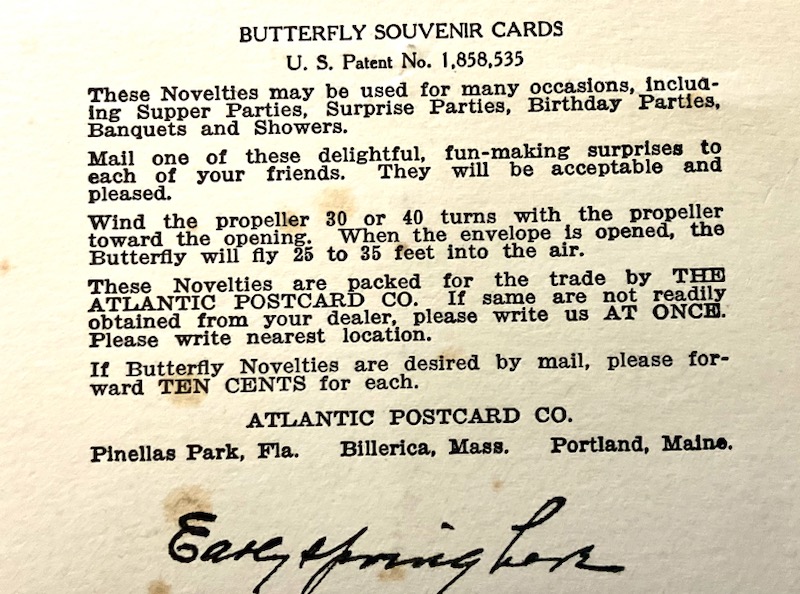 BUTTERFLY SOUVENIR CARDS
U. S. Patent No. 1,858,535
These Novelties may be used for many occasions, includ-
ing Supper Parties, Surprise Parties, Birthday Parties,
Banquets and Showers.
Mail one of these delightful, fun-making surprises to
each of your friends. They will be acceptable and
pleased.
Wind the propeller 30 or 40 turns with the propeller
toward the opening. When the envelope is opened, the
Butterfly will fly 25 to 35 feet into the air.
These Novelties are packed for the trade by THE
ATLANTIC POSTCARD CO. If same are not readily
obtained from your dealer, please write us AT ONCE.
Please write nearest location.
If Butterfly Novelties are desired by mail, please for-
ward TEN CENTS for each.
ATLANTIC POSTCARD CO.
Pinellas Park, Fla. Billerica, Mass. Portland, Maine.
Early spring